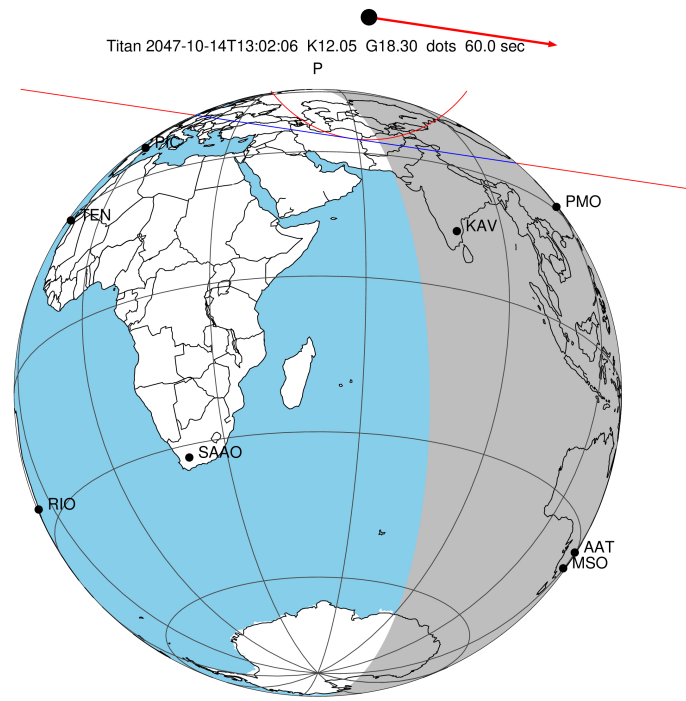 Titan 2047-10-14T13:02:06 K12.05 G18.30 dots 60.0 sec
P
PIC
TEN
PMO
KAV
SAAO
RIO
AAT
MSO